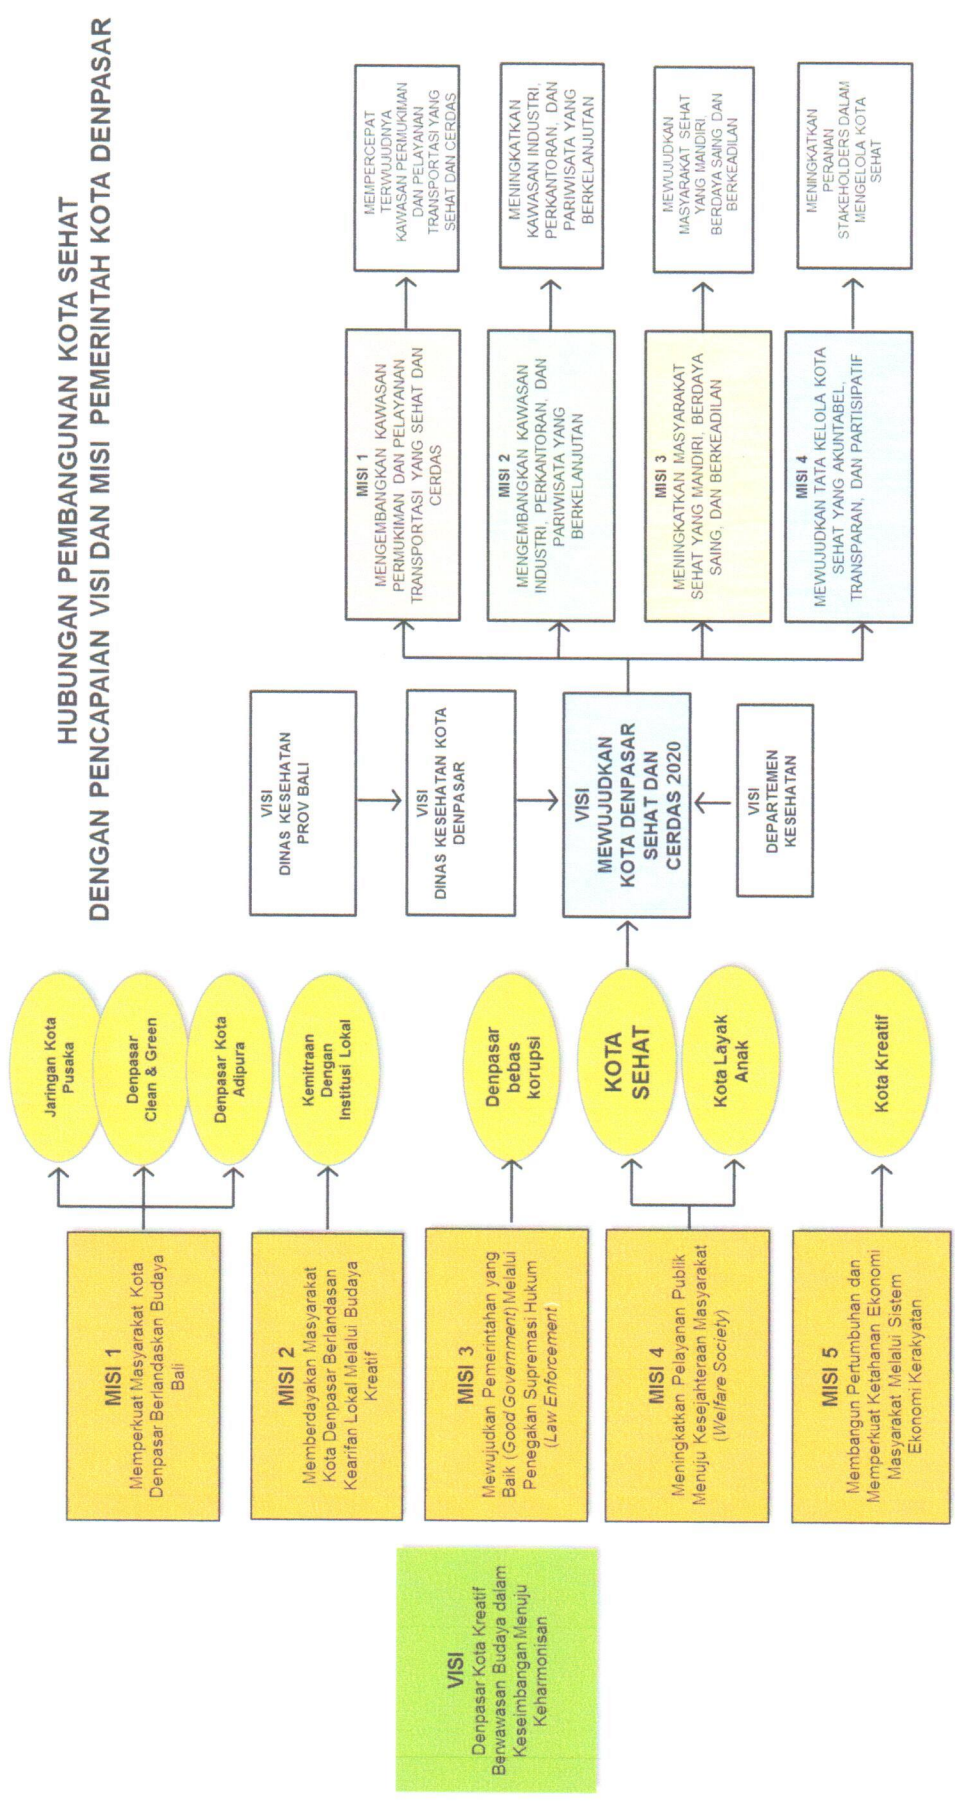 HUBUNGAN PEMBANGUNAN KOTA SEHAT
DENGAN PENCAPAIAN VISI DAN MISI PEMERINTAH KOTA DENPASAR
VISI
Denpasar Kota Kreatif
Berwawasan Budaya dalam
Keseimbangan Menuju
Keharmonisan
MISI 1
Memperkuat Masyarakat Kota
Denpasar Berlandaskan Budaya
Bali
MISI 2
Memberdayakan Masyarakat
Kota Denpasar Berlandasan
Kearifan Lokal Melalui Budaya
Kreatif
MISI 3
Mewujudkan Pemerintahan yang
Baik (Good Government) Melalui
Penegakan Supremasi Hukum
(Law Enforcement)
MISI 4
Meningkatkan Pelayanan Publik
Menuju Kesejahteraan Masyarakat
(Welfare Society)
MISI 5
Membangun Pertumbuhan dan
Memperkuat Ketahanan Ekonomi
Masyarakat Melalui Sistem
Ekonomi Kerakyatan
Jaringan Kota
Pusaka
Denpasar
Clean & Green
Denpasar Kota
Adipura
Kemitraan
Dengan
Institusi Lokal
Denpasar
bebas
korupsi
KOTA
SEHAT
Kota Layak
Anak
Kota Kreatif
VISI
DINAS KESEHATAN
PROV BALI
VISI
DINAS KESEHATAN KOTA
DENPASAR
VISI
MEWUJUDKAN
KOTA DENPASAR
SEHAT DAN
CERDAS 2020
VISI
DEPARTEMEN
KESEHATAN
MISI 1
MENGEMBANGKAN KAWASAN
PERMUKIMAN DAN PELAYANAN
TRANSPORTASI YANG SEHAT DAN
CERDAS
MISI 2
MENGEMBANGKAN KAWASAN
INDUSTRI, PERKANTORAN, DAN
PARIWISATA YANG
BERKELANJUTAN
MISI 3
MENINGKATKAN MASYARAKAT
SEHAT YANG MANDIRI, BERDAYA
SAING, DAN BERKEADILAN
MISI 4
MEWUJUDKAN TATA KELOLA KOTA
SEHAT YANG AKUNTABEL,
TRANSPARAN, DAN PARTISIPATIF
MEMPERCEPAT
TERWUJUDNYA
KAWASAN PERMUKIMAN
DAN PELAYANAN
TRANSPORTASI YANG
SEHAT DAN CERDAS
MENINGKATKAN
KAWASAN INDUSTRI,
PERKANTORAN, DAN
PARIWISATA YANG
BERKELANJUTAN
MEWUJUDKAN
MASYARAKAT SEHAT
YANG MANDIRI,
BERDAYA SAING DAN
BERKEADILAN
MENINGKATKAN
PERANAN
STAKEHOLDERS DALAM
MENGELOLA KOTA
SEHAT